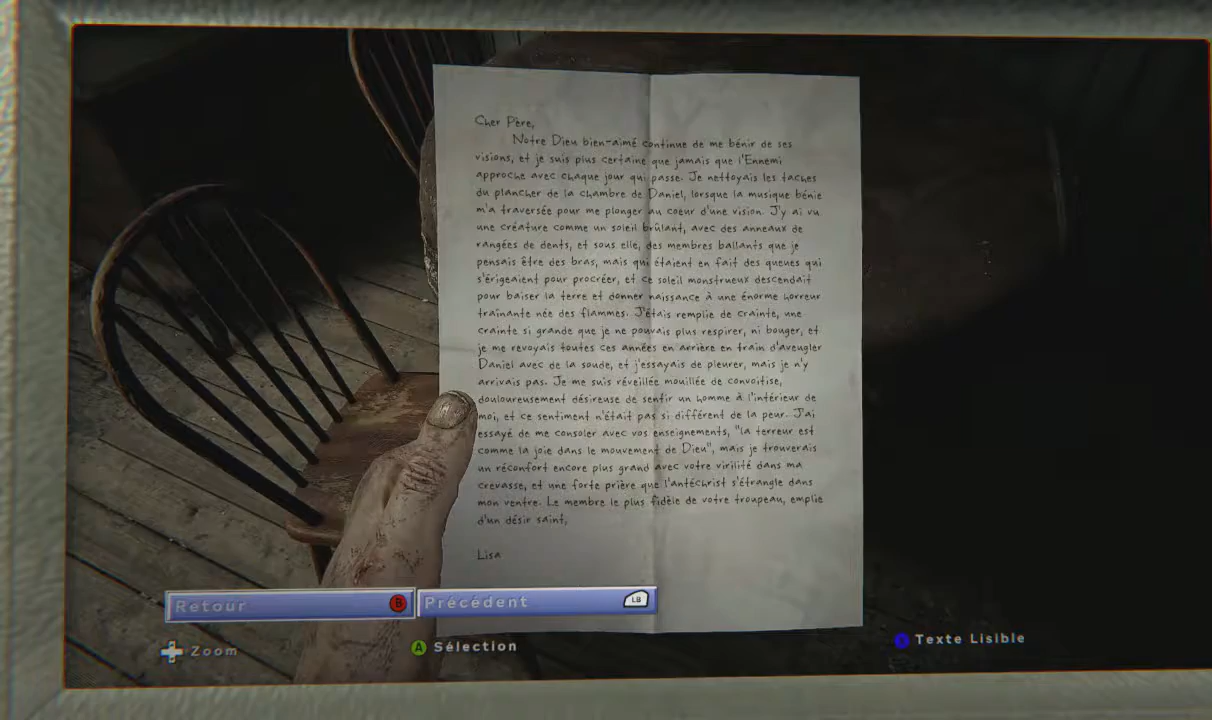 Cher Père,
Notre Dieu bien-aimé continue de me bénir de ses
visions, et je suis plus certaine que jamais que l'Ennemi
approche avec chaque jour qui passe. Je nettoyais les taches
du plancher de la chambre de Daniel, lorsque la musique bénie
m'a traversée pour me plonger au coeur d'une vision. J'y ai vu
une créature comme un soleil brûlant, avec des anneaux de
rangées de dents, et sous elle, des membres ballants que je
pensais être des bras, mais qui étaient en fait des queues qui
s'érigeaient pour procréer, et ce soleil monstrueux descendait
pour baiser la terre et donner naissance à une énorme horreur
traînante née des flammes. J'étais remplie de crainte, une
crainte si grande que je ne pouvais plus respirer, ni bouger, et
je me revoyais toutes ces années en arrière en train d'aveugler
Daniel avec de la soude, et j'essayais de pleurer, mais je n'y
arrivais pas. Je me suis réveillée mouillée de convoitise,
douloureusement désireuse de sentir un homme à l'intérieur de
moi, et ce sentiment n'était pas si différent de la peur. J'ai
essayé de me consoler avec vos enseignements, "la terreur est
comme la joie dans le mouvement de Dieu", mais je trouverais
un réconfort encore plus grand avec votre virilité dans ma
crevasse, et une forte prière que l'antéchrist s'étrangle dans
mon ventre. Le membre le plus fidèle de votre troupeau, emplie
d'un désir saint,
Lisa
Retour B Précédent LB
Zoom A Sélection Texte Lisible